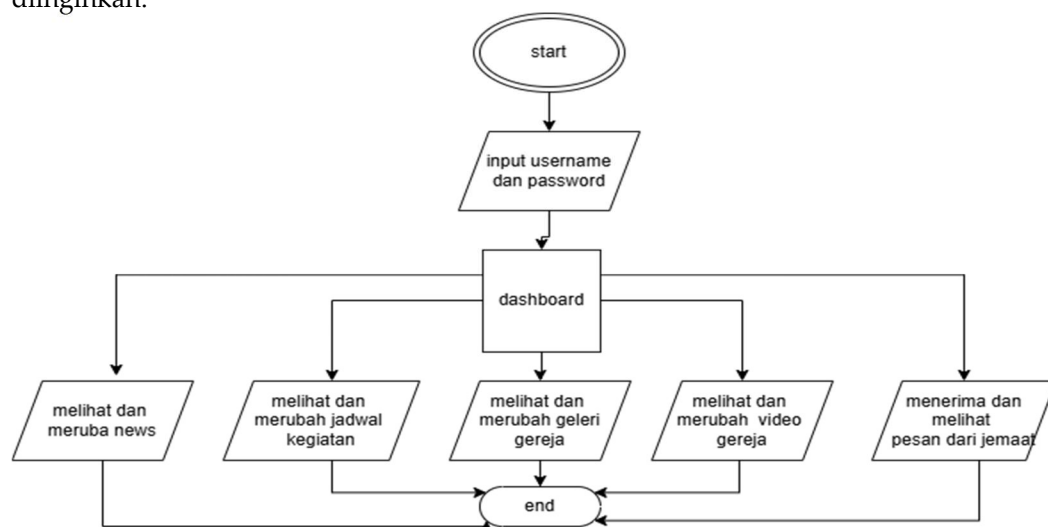 diinginkan.
start
input username
dan password
dashboard
melihat dan
meruba news
melihat dan
merubah jadwal
kegiatan
melihat dan
merubah geleri
gereja
melihat dan
merubah video
gereja
menerima dan
melihat
pesan dari jemaat
end